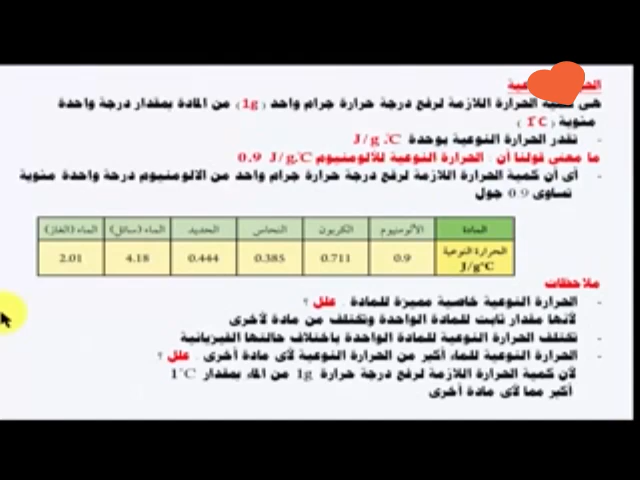 هى كمية الحرارة اللازمة لرفع درجة حرارة جرام واحد (1g) من المادة بمقدار درجة واحدة
مئوية (1°C)
- تقدر الحرارة النوعية بوحدة J/g.°C
ما معنى قولنا أن : الحرارة النوعية للألومنيوم 0.9 J/g.°C
- أى أن كمية الحرارة اللازمة لرفع درجة حرارة جرام واحد من الالومنيوم درجة واحدة مئوية
تساوى 0.9 جول
المادة الألومنيوم الكربون النحاس الحديد الماء (سائل) الماء (الغاز)
الحرارة النوعية J/g°C 0.9 0.711 0.385 0.444 4.18 2.01
ملاحظات
- الحرارة النوعية خاصية مميزة للمادة . علل ؟
لأنها مقدار ثابت للمادة الواحدة وتختلف من مادة لأخرى
- تختلف الحرارة النوعية للمادة الواحدة باختلاف حالتها الفيزيائية
- الحرارة النوعية للماء أكبر من الحرارة النوعية لأى مادة أخرى . علل ؟
لأن كمية الحرارة اللازمة لرفع درجة حرارة 1g من الماء بمقدار 1°C
أكبر مما لأى مادة أخرى